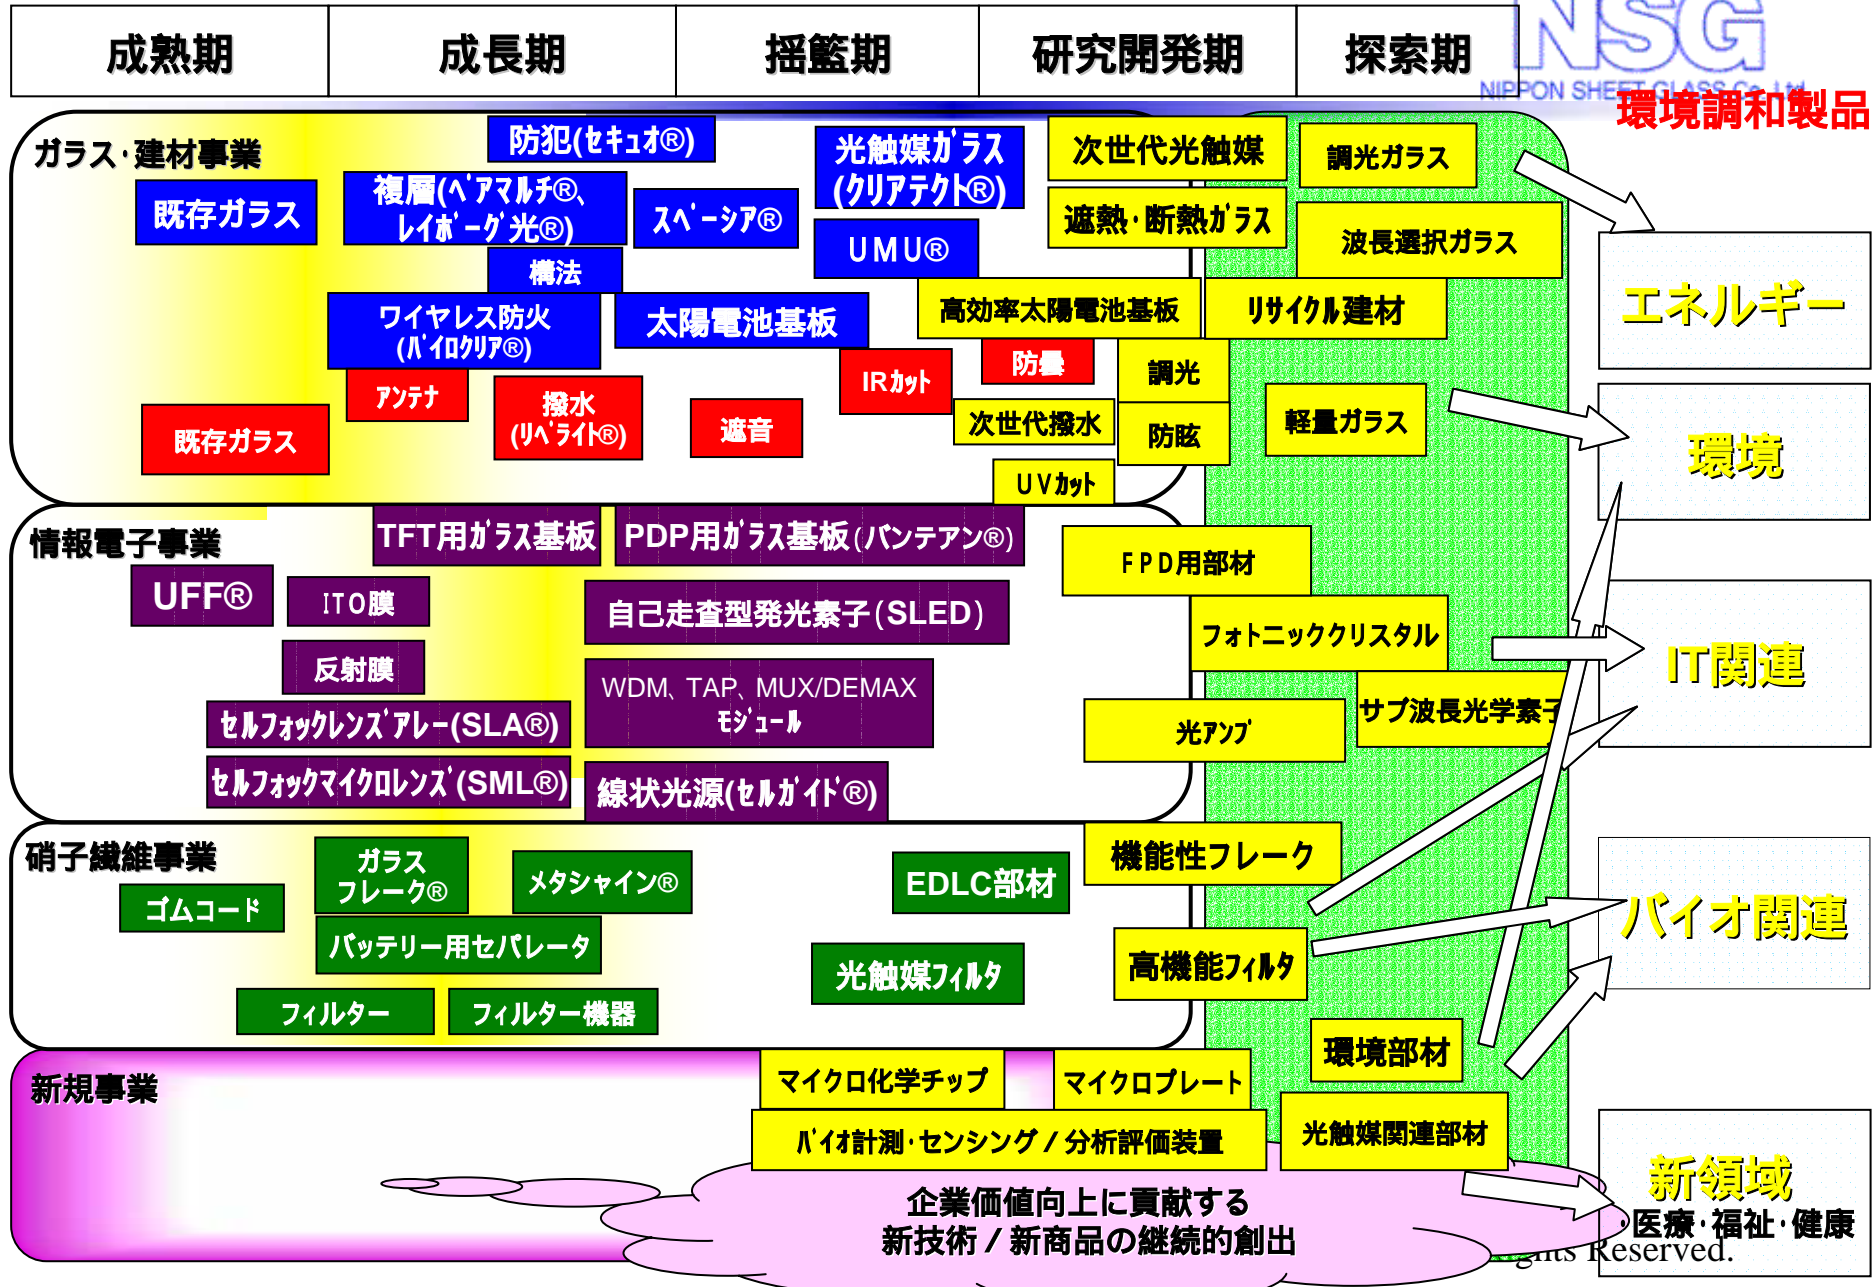 成熟期
成長期
揺籃期
研究開発期
探索期
NSG
NIPPON SHEET GLASS Co., Ltd.
環境調和製品
ガラス・建材事業
防犯(セキュオ®)
既存ガラス
複層(ペアマルチ®、
レイボーグ光®)
スペーシア®
光触媒ガラス
(クリアテクト®)
次世代光触媒
調光ガラス
遮熱・断熱ガラス
波長選択ガラス
UMU®
構法
ワイヤレス防火
(パイロクリア®)
太陽電池基板
高効率太陽電池基板
リサイクル建材
エネルギー
アンテナ
撥水
(リペライト®)
遮音
IRカット
防曇
調光
既存ガラス
次世代撥水
防眩
軽量ガラス
UVカット
環境
情報電子事業
TFT用ガラス基板
PDP用ガラス基板(バンテアン®)
FPD用部材
UFF®
ITO膜
自己走査型発光素子(SLED)
フォトニッククリスタル
反射膜
WDM、TAP、MUX/DEMAX
モジュール
IT関連
セルフォックレンズアレー(SLA®)
光アンプ
サブ波長光学素子
セルフォックマイクロレンズ(SML®)
線状光源(セルガイド®)
硝子繊維事業
ガラス
フレーク®
メタシャイン®
EDLC部材
機能性フレーク
ゴムコード
バッテリー用セパレータ
光触媒フィルタ
高機能フィルタ
バイオ関連
フィルター
フィルター機器
環境部材
新規事業
マイクロ化学チップ
マイクロプレート
バイオ計測・センシング/分析評価装置
光触媒関連部材
企業価値向上に貢献する
新技術/新商品の継続的創出
新領域
・医療・福祉・健康
Reserved.